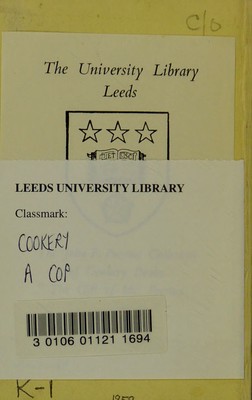 C/O
The University Library
Leeds
LEEDS UNIVERSITY LIBRARY
Classmark:
COOKERY
A COP
3 0106 01121 1694
K-1